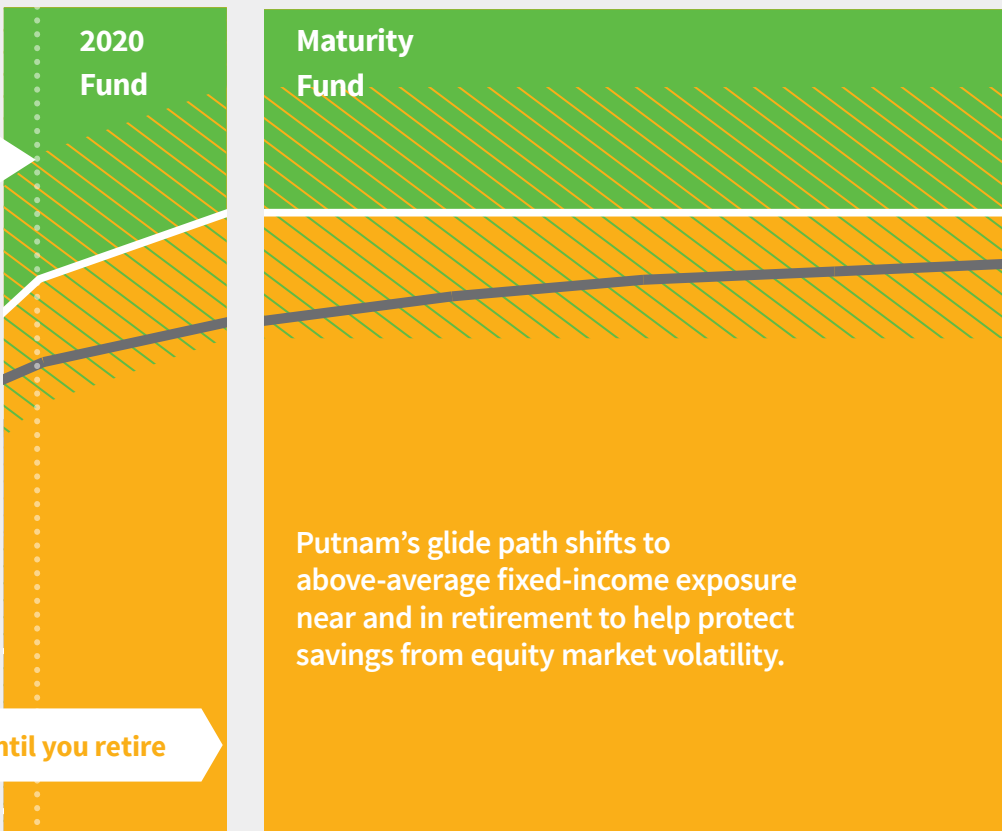 2020
Fund
Maturity
Fund
Putnam’s glide path shifts to
above-average fixed-income exposure
near and in retirement to help protect
savings from equity market volatility.
you retire